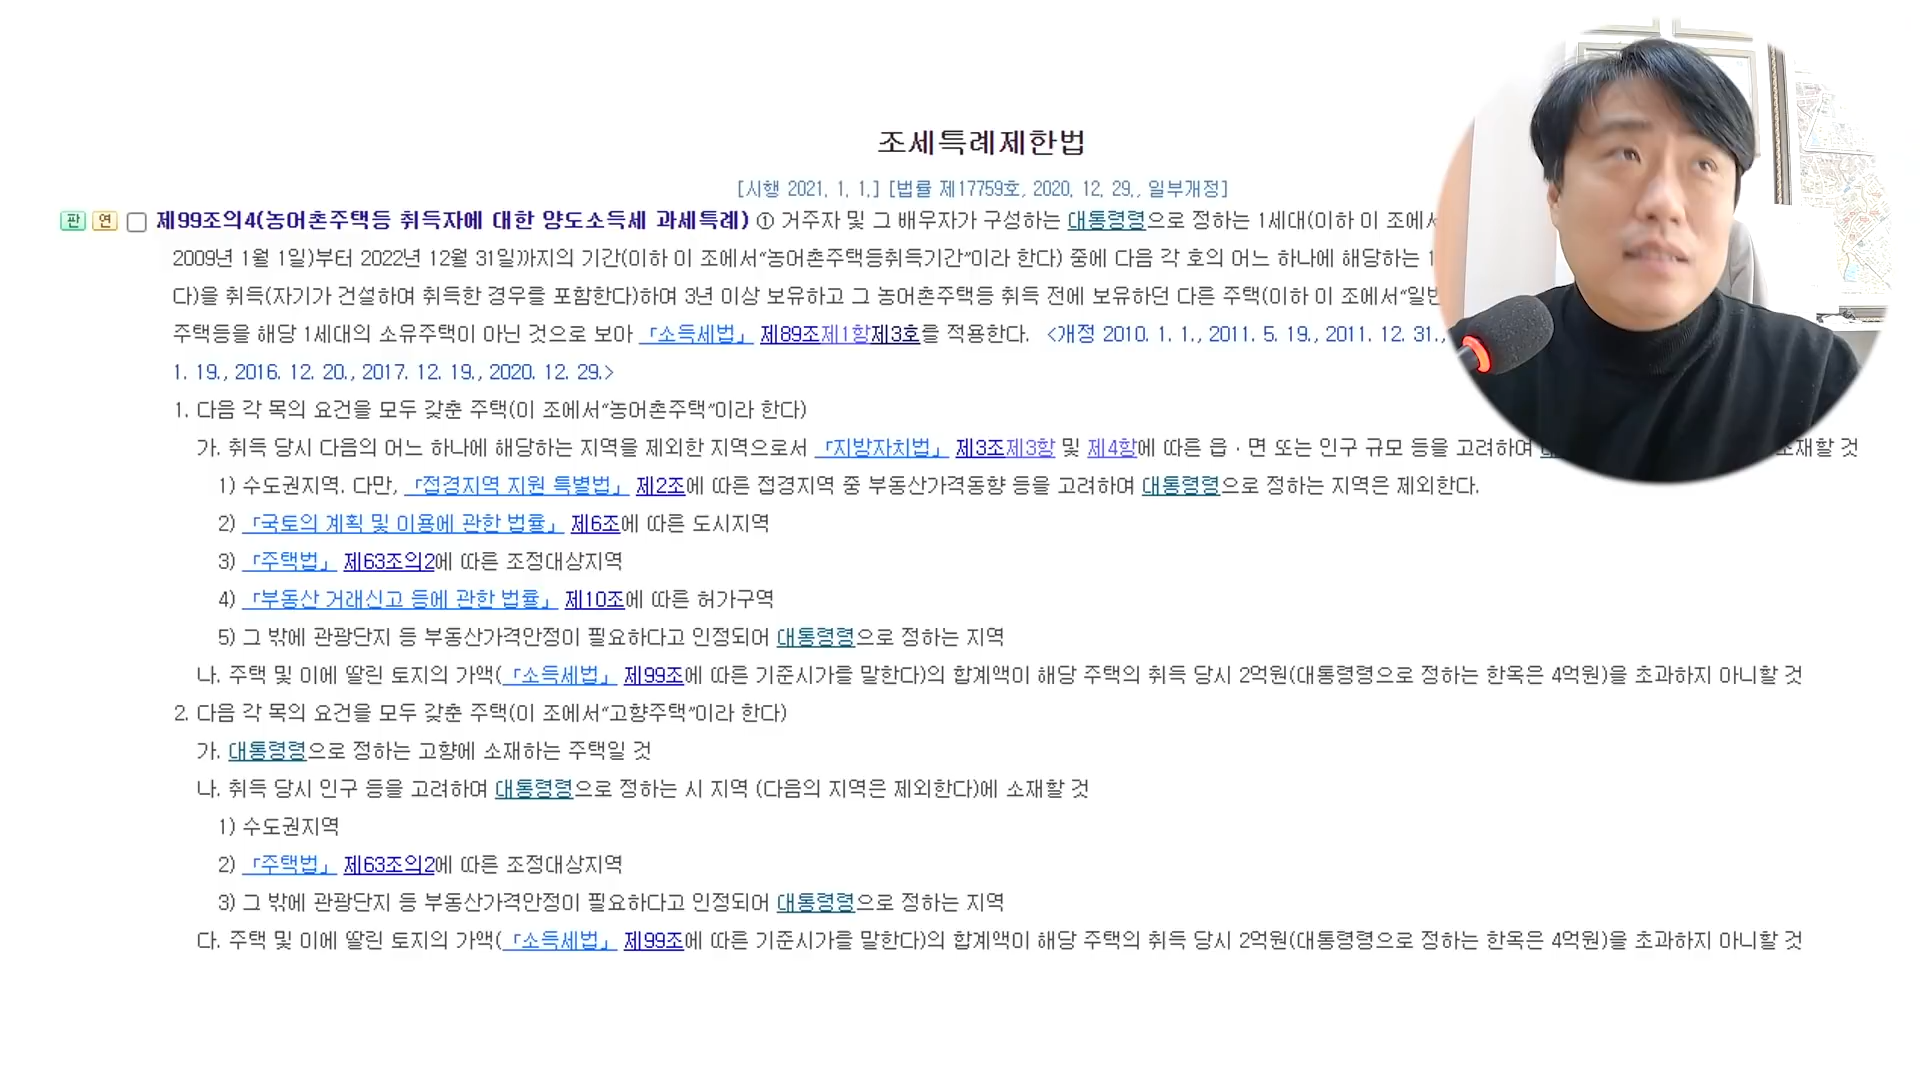 조세특례제한법
[시행 2021. 1. 1.] [법률 제17759호, 2020. 12. 29., 일부개정]
판 연 제99조의4(농어촌주택등 취득자에 대한 양도소득세 과세특례) ① 거주자 및 그 배우자가 구성하는 대통령령으로 정하는 1세대(이하 이 조에서
2009년 1월 1일)부터 2022년 12월 31일까지의 기간(이하 이 조에서“농어촌주택등취득기간”이라 한다) 중에 다음 각 호의 어느 하나에 해당하는 1
다)을 취득(자기가 건설하여 취득한 경우를 포함한다)하여 3년 이상 보유하고 그 농어촌주택등 취득 전에 보유하던 다른 주택(이하 이 조에서“일반
주택등을 해당 1세대의 소유주택이 아닌 것으로 보아 「소득세법」 제89조제1항제3호를 적용한다. <개정 2010. 1. 1., 2011. 5. 19., 2011. 12. 31.,
1. 19., 2016. 12. 20., 2017. 12. 19., 2020. 12. 29.>
1. 다음 각 목의 요건을 모두 갖춘 주택(이 조에서“농어촌주택”이라 한다)
가. 취득 당시 다음의 어느 하나에 해당하는 지역을 제외한 지역으로서 「지방자치법」 제3조제3항 및 제4항에 따른 읍ㆍ면 또는 인구 규모 등을 고려하여 소재할 것
1) 수도권지역. 다만, 「접경지역 지원 특별법」 제2조에 따른 접경지역 중 부동산가격동향 등을 고려하여 대통령령으로 정하는 지역은 제외한다.
2) 「국토의 계획 및 이용에 관한 법률」 제6조에 따른 도시지역
3) 「주택법」 제63조의2에 따른 조정대상지역
4) 「부동산 거래신고 등에 관한 법률」 제10조에 따른 허가구역
5) 그 밖에 관광단지 등 부동산가격안정이 필요하다고 인정되어 대통령령으로 정하는 지역
나. 주택 및 이에 딸린 토지의 가액(「소득세법」 제99조에 따른 기준시가를 말한다)의 합계액이 해당 주택의 취득 당시 2억원(대통령령으로 정하는 한옥은 4억원)을 초과하지 아니할 것
2. 다음 각 목의 요건을 모두 갖춘 주택(이 조에서“고향주택”이라 한다)
가. 대통령령으로 정하는 고향에 소재하는 주택일 것
나. 취득 당시 인구 등을 고려하여 대통령령으로 정하는 시 지역 (다음의 지역은 제외한다)에 소재할 것
1) 수도권지역
2) 「주택법」 제63조의2에 따른 조정대상지역
3) 그 밖에 관광단지 등 부동산가격안정이 필요하다고 인정되어 대통령령으로 정하는 지역
다. 주택 및 이에 딸린 토지의 가액(「소득세법」 제99조에 따른 기준시가를 말한다)의 합계액이 해당 주택의 취득 당시 2억원(대통령령으로 정하는 한옥은 4억원)을 초과하지 아니할 것